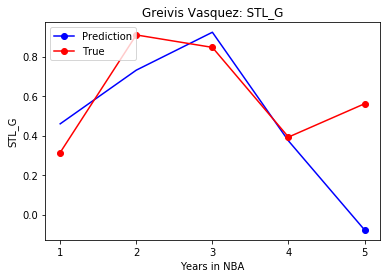 Greivis Vasquez: STL_G
Prediction
True
STL_G
0.8
0.6
0.4
0.2
0.0
1
2
3
4
5
Years in NBA